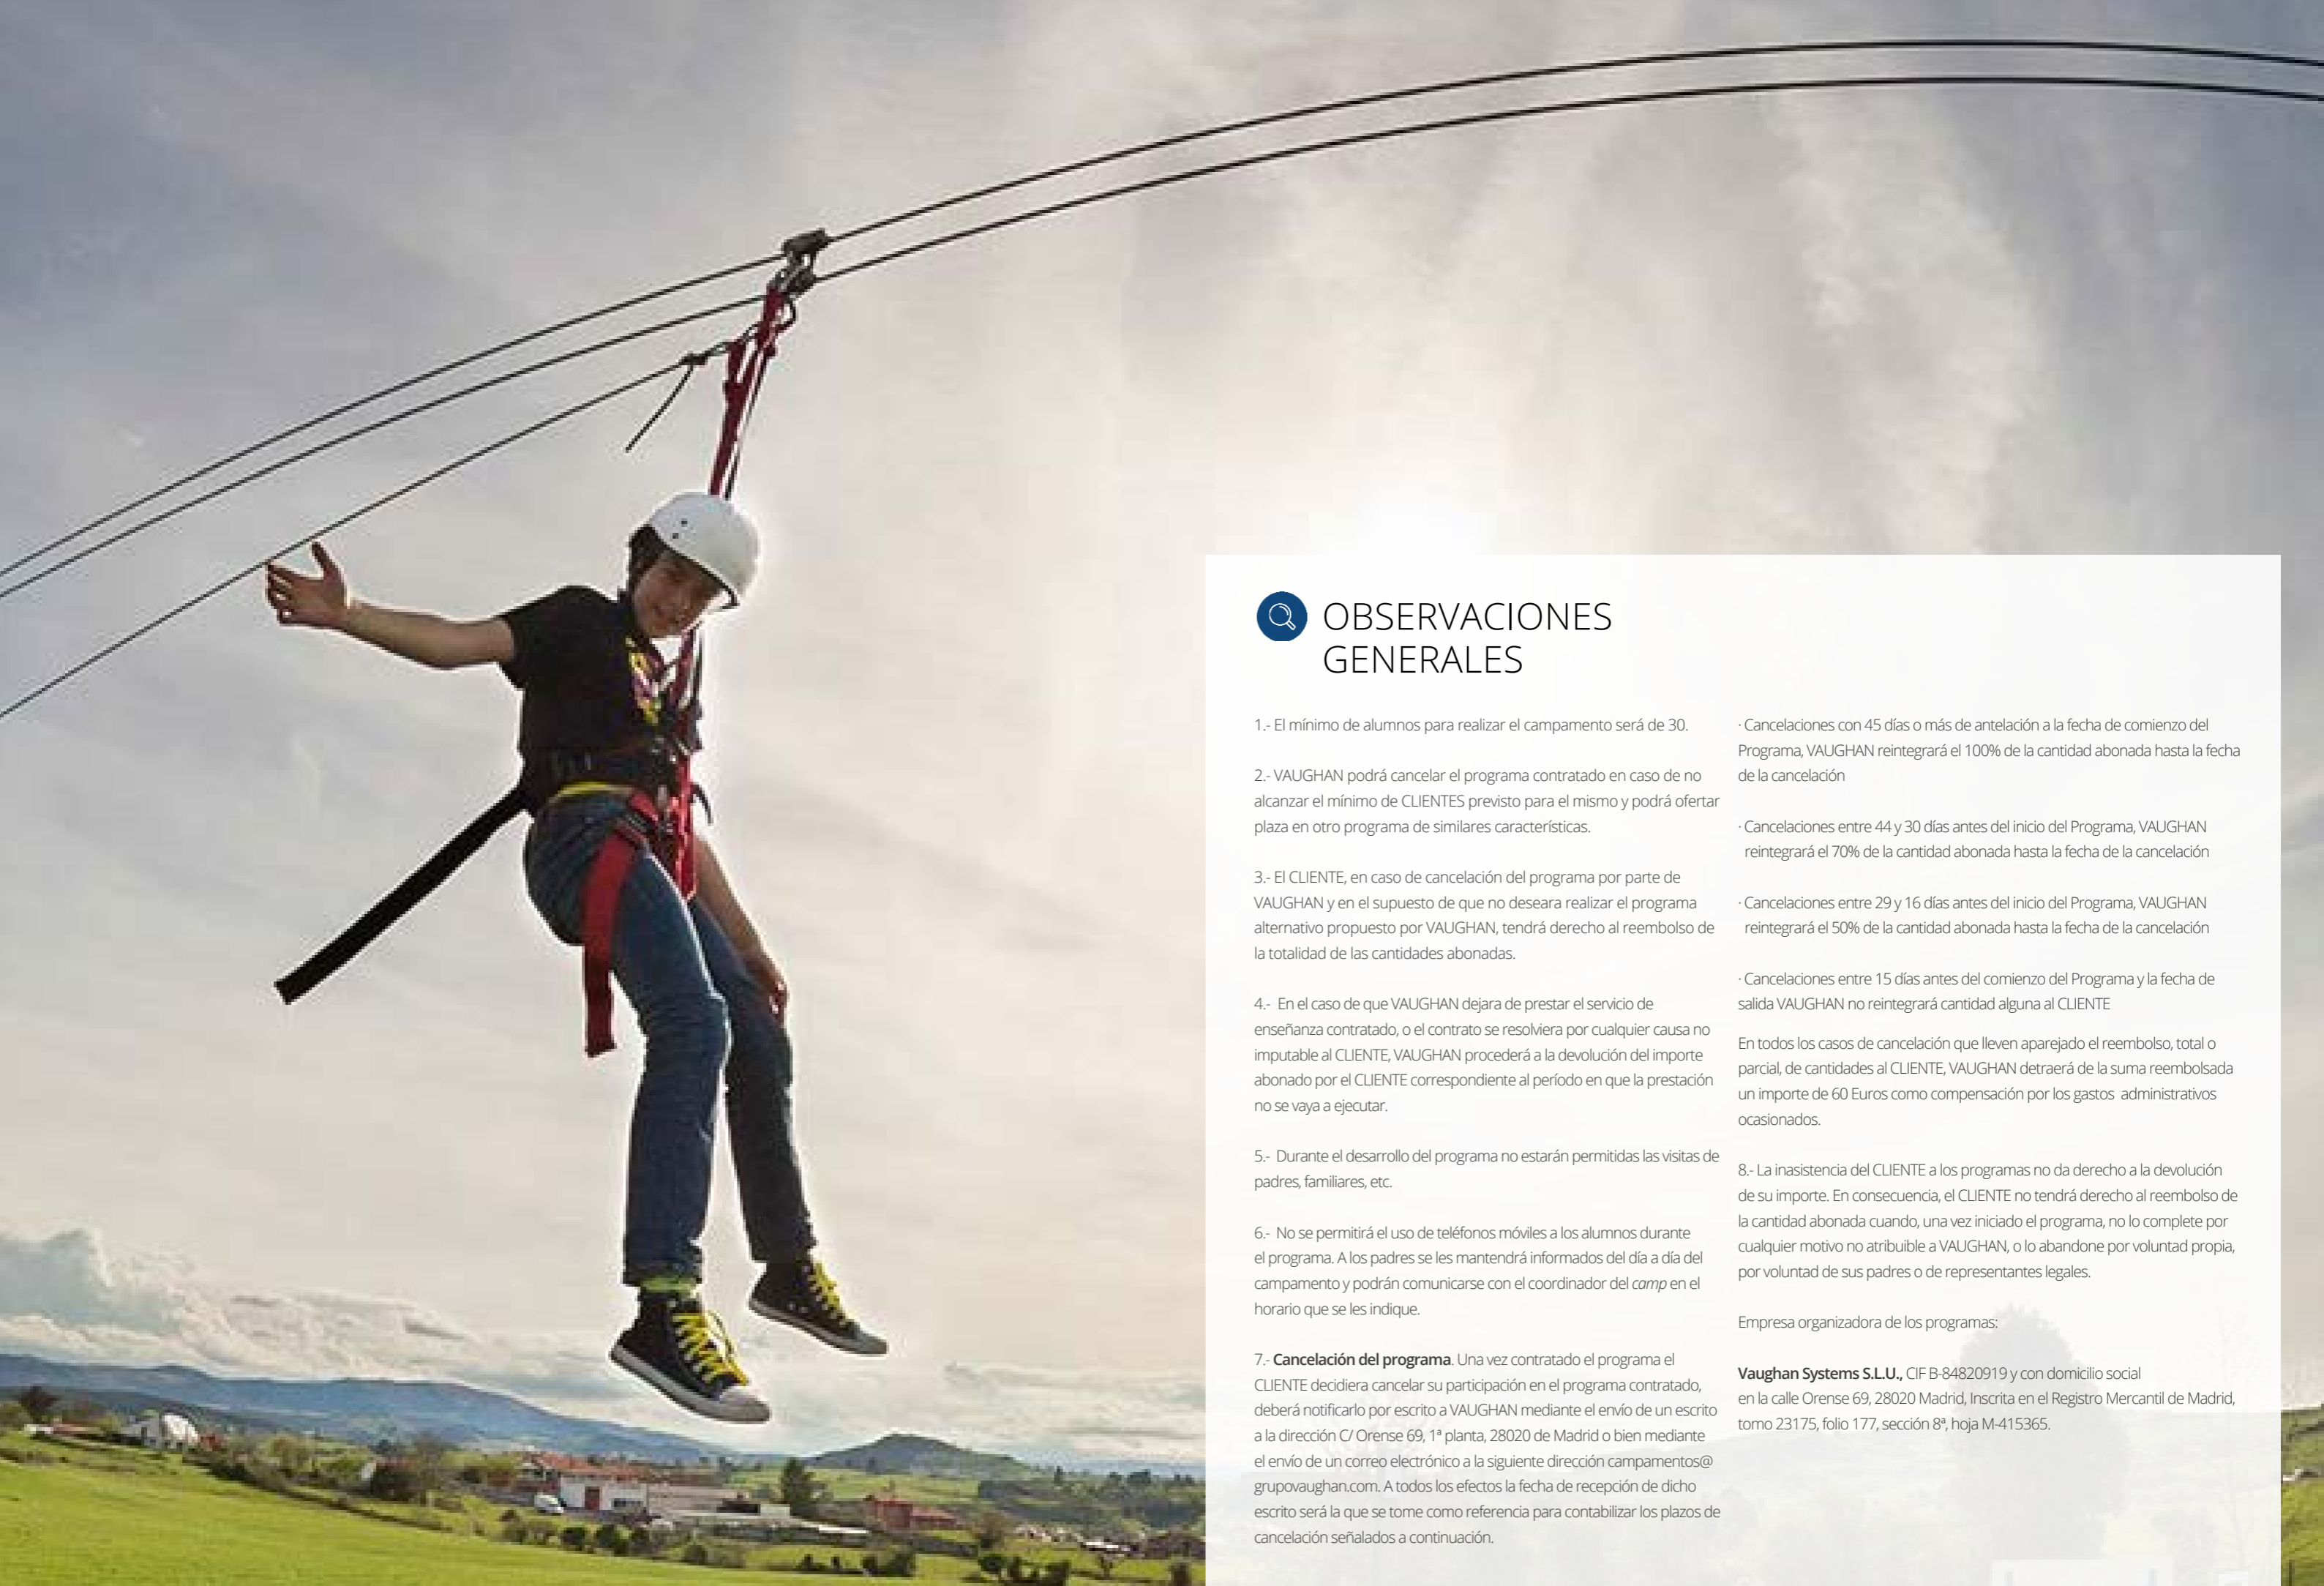 OBSERVACIONES
GENERALES
1.- El mínimo de alumnos para realizar el campamento será de 30.
2.- VAUGHAN podrá cancelar el programa contratado en caso de no
alcanzar el mínimo de CLIENTES previsto para el mismo y podrá ofertar
plaza en otro programa de similares características.
3.- El CLIENTE, en caso de cancelación del programa por parte de
VAUGHAN y en el supuesto de que no deseara realizar el programa
alternativo propuesto por VAUGHAN, tendrá derecho al reembolso de
la totalidad de las cantidades abonadas.
4.- En el caso de que VAUGHAN dejara de prestar el servicio de
enseñanza contratado, o el contrato se resolviera por cualquier causa no
imputable al CLIENTE, VAUGHAN procederá a la devolución del importe
abonado por el CLIENTE correspondiente al período en que la prestación
no se vaya a ejecutar.
5.- Durante el desarrollo del programa no estarán permitidas las visitas de
padres, familiares, etc.
6.- No se permitirá el uso de teléfonos móviles a los alumnos durante
el programa. A los padres se les mantendrá informados del día a día del
campamento y podrán comunicarse con el coordinador del camp en el
horario que se les indique.
7.- Cancelación del programa. Una vez contratado el programa el
CLIENTE decidiera cancelar su participación en el programa contratado,
deberá notificarlo por escrito a VAUGHAN mediante el envío de un escrito
a la dirección C/ Orense 69, 1ª planta, 28020 de Madrid o bien mediante
el envío de un correo electrónico a la siguiente dirección campamentos@
grupovaughan.com. A todos los efectos la fecha de recepción de dicho
escrito será la que se tome como referencia para contabilizar los plazos de
cancelación señalados a continuación.
· Cancelaciones con 45 días o más de antelación a la fecha de comienzo del
Programa, VAUGHAN reintegrará el 100% de la cantidad abonada hasta la fecha
de la cancelación
· Cancelaciones entre 44 y 30 días antes del inicio del Programa, VAUGHAN
reintegrará el 70% de la cantidad abonada hasta la fecha de la cancelación
· Cancelaciones entre 29 y 16 días antes del inicio del Programa, VAUGHAN
reintegrará el 50% de la cantidad abonada hasta la fecha de la cancelación
· Cancelaciones entre 15 días antes del comienzo del Programa y la fecha de
salida VAUGHAN no reintegrará cantidad alguna al CLIENTE
En todos los casos de cancelación que lleven aparejado el reembolso, total o
parcial, de cantidades al CLIENTE, VAUGHAN detraerá de la suma reembolsada
un importe de 60 Euros como compensación por los gastos administrativos
ocasionados.
8.- La inasistencia del CLIENTE a los programas no da derecho a la devolución
de su importe. En consecuencia, el CLIENTE no tendrá derecho al reembolso de
la cantidad abonada cuando, una vez iniciado el programa, no lo complete por
cualquier motivo no atribuible a VAUGHAN, o lo abandone por voluntad propia,
por voluntad de sus padres o de representantes legales.
Empresa organizadora de los programas:
Vaughan Systems S.L.U., CIF B-84820919 y con domicilio social
en la calle Orense 69, 28020 Madrid, Inscrita en el Registro Mercantil de Madrid,
tomo 23175, folio 177, sección 8ª, hoja M-415365.